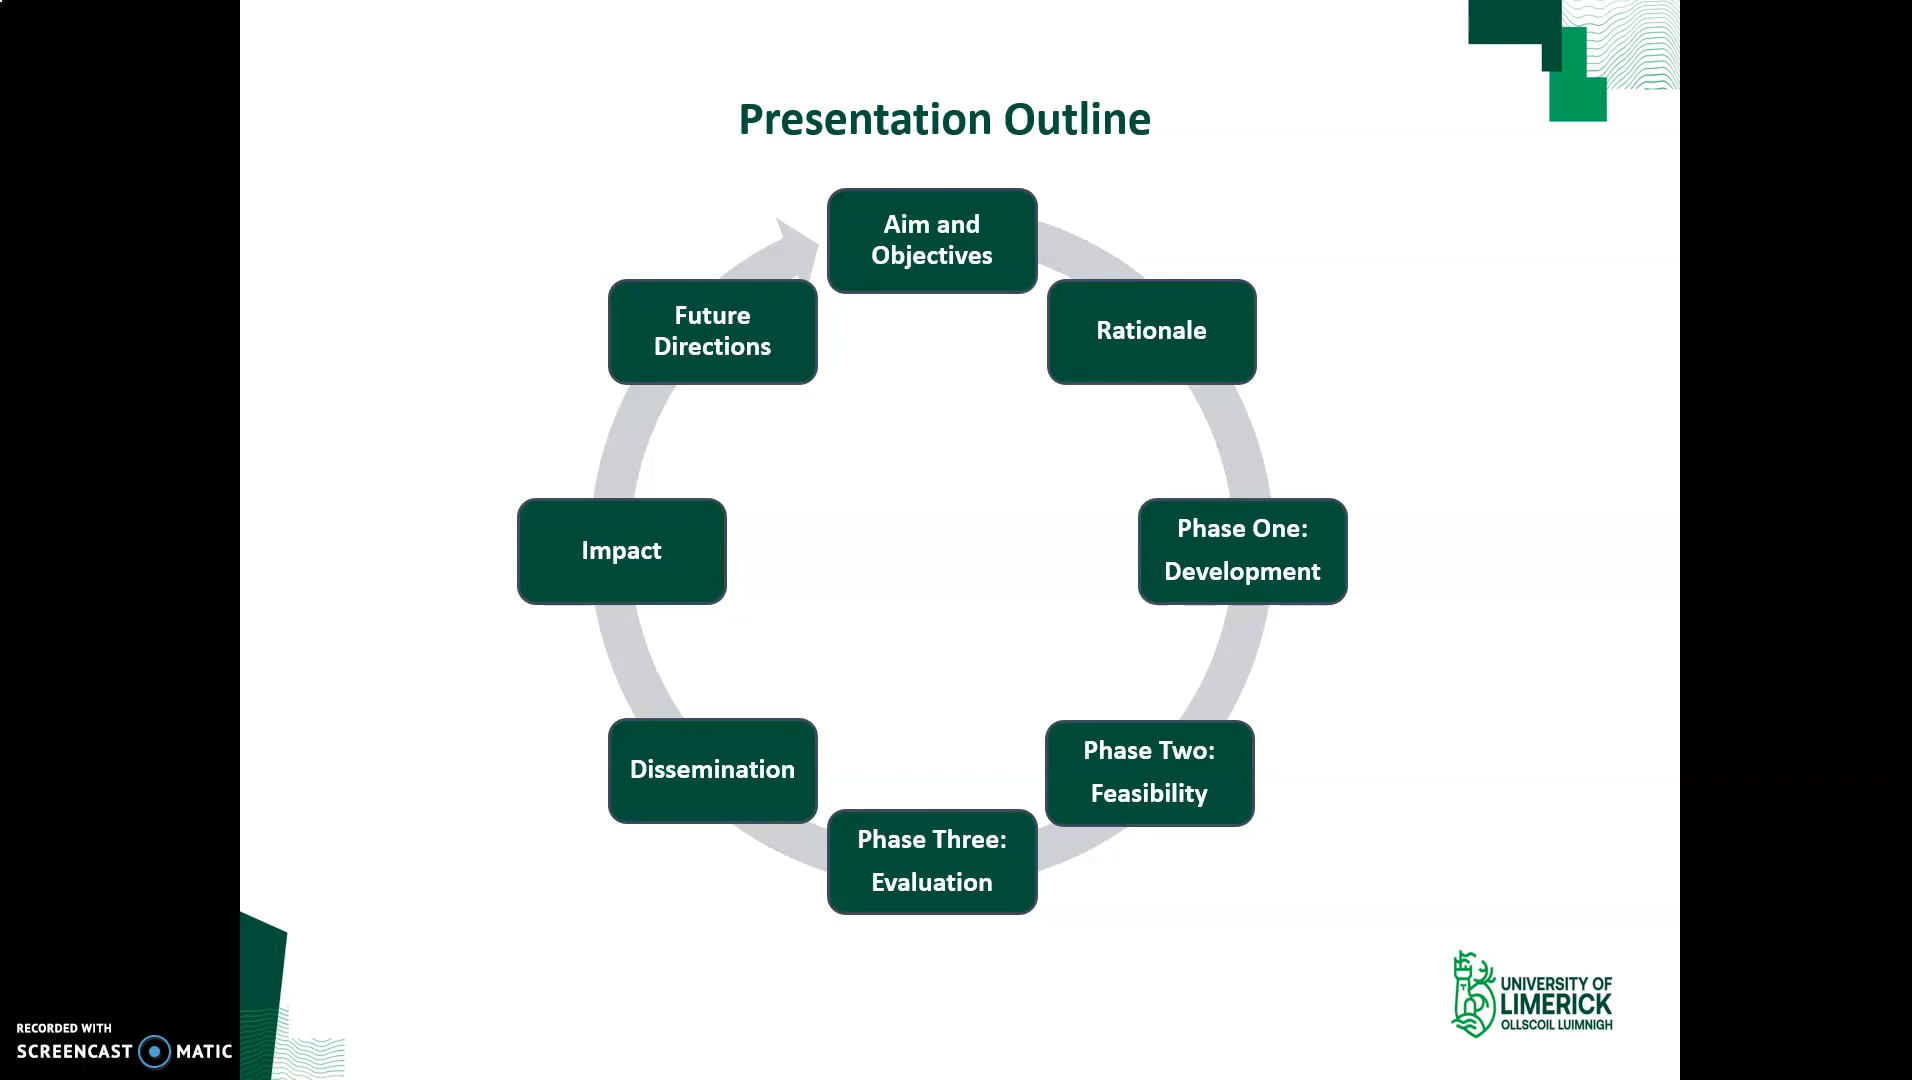 Presentation Outline
Aim and
Objectives
Rationale
Phase One:
Development
Phase Two:
Feasibility
Phase Three:
Evaluation
Dissemination
Impact
Future
Directions
UNIVERSITY OF
LIMERICK
OLLSCOIL LUIMNIGH
RECORDED WITH
SCREENCAST MATIC